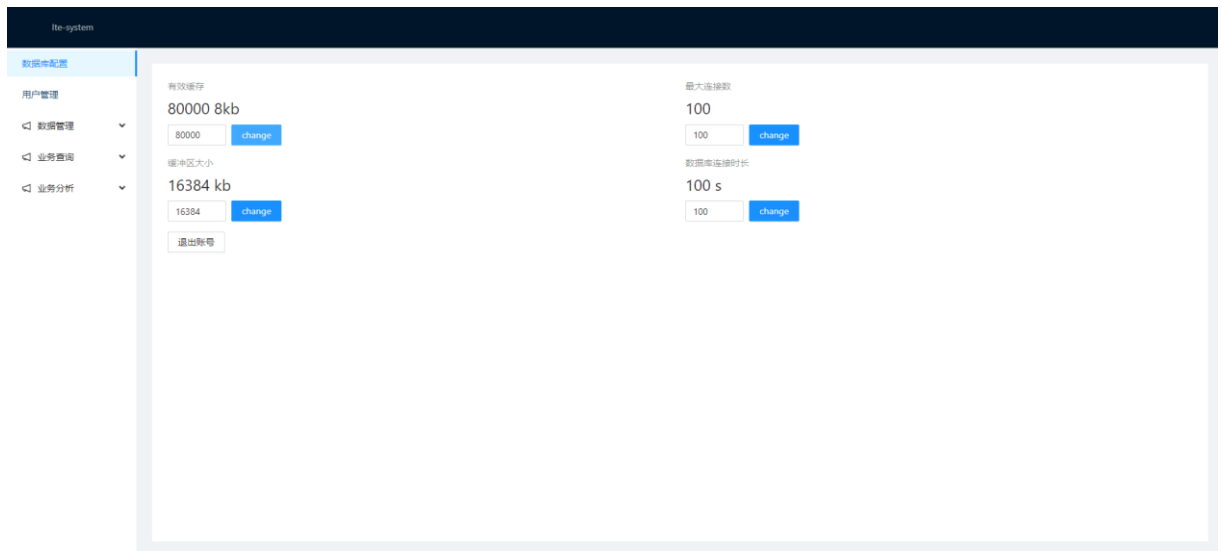 lte-system
数据库配置
用户管理
数据管理
业务查询
业务分析
有效缓存
80000 8kb
80000 change
缓冲区大小
16384 kb
16384 change
退出账号
最大连接数
100
100 change
数据库连接时长
100 s
100 change